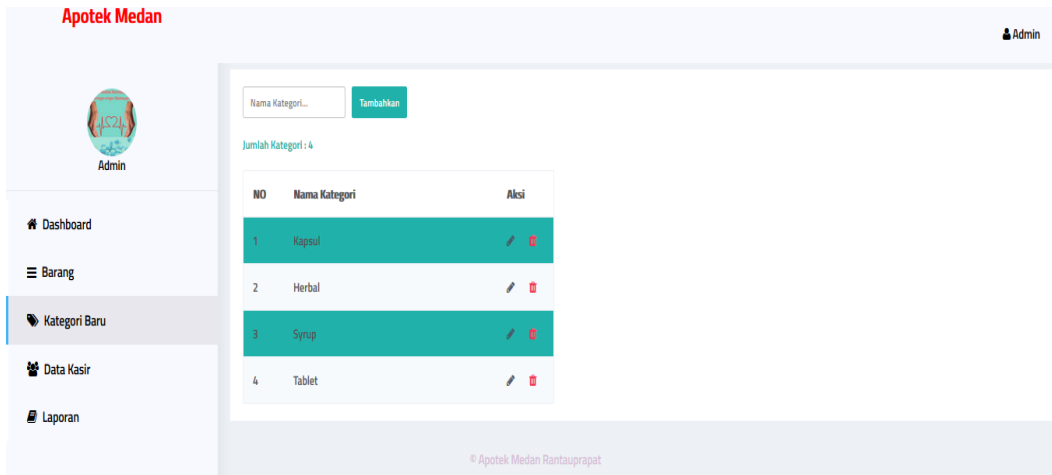 Apotek Medan
Admin
Admin
Dashboard
Barang
Kategori Baru
Data Kasir
Laporan
Nama Kategori... Tambahkan
Jumlah Kategori : 4
NO Nama Kategori Aksi
1 Kapsul
2 Herbal
3 Syrup
4 Tablet
© Apotek Medan Rantauprapat